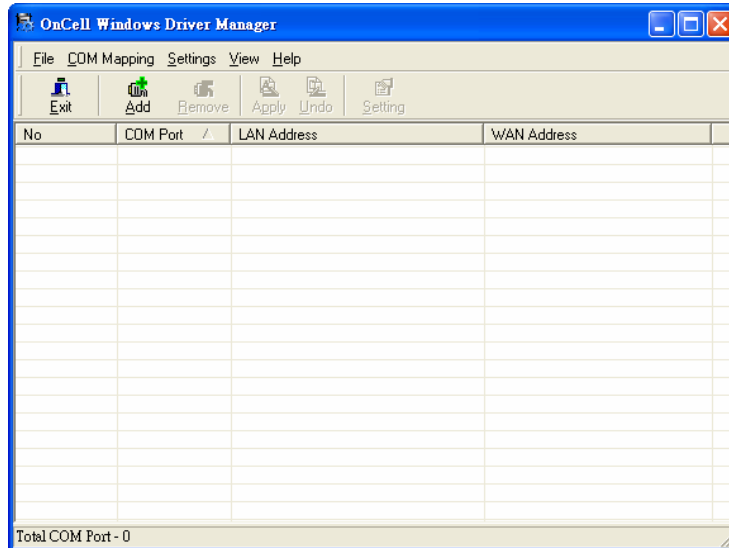 OnCell Windows Driver Manager
File COM Mapping Settings View Help
Exit Add Remove Apply Undo Setting
No COM Port LAN Address WAN Address
Total COM Port - 0